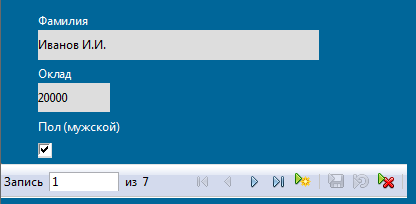 Фамилия
Иванов И.И.
Оклад
20000
Пол (мужской)
Запись 1 из 7